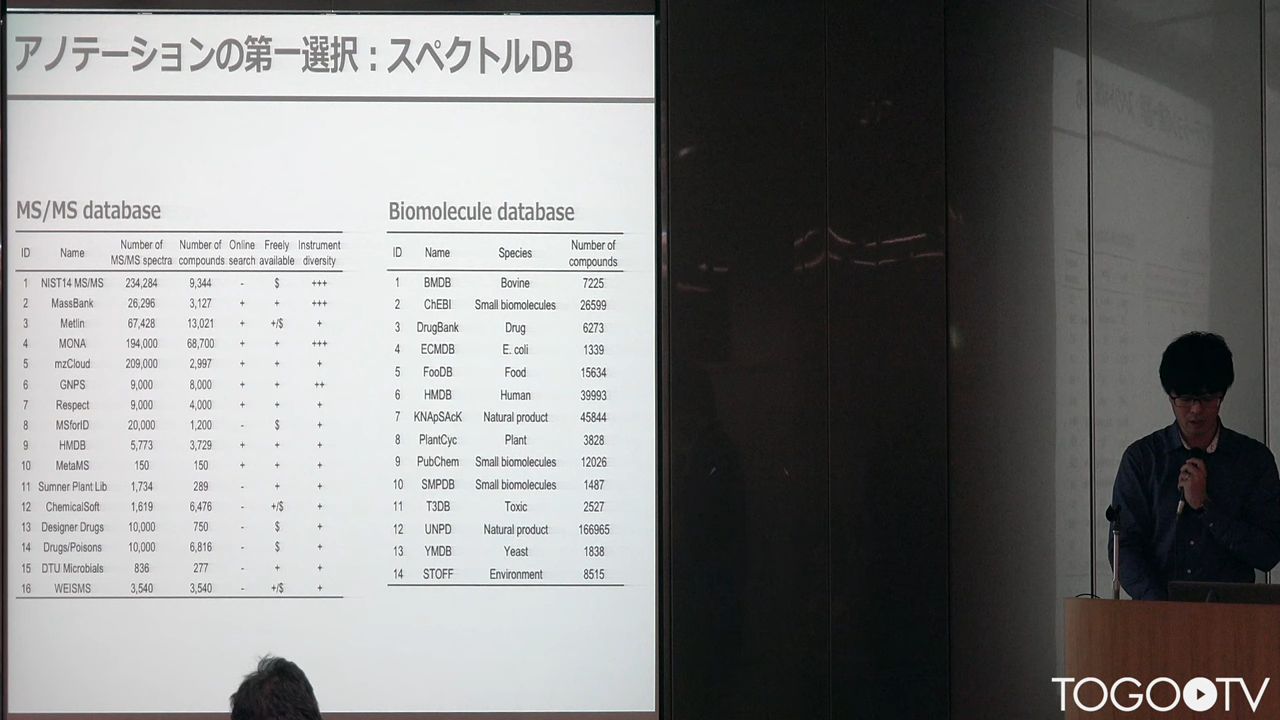 アノテーションの第一選択：スペクトルDB
MS/MS database
ID Name Number of MS/MS spectra Number of compounds Online search Freely available Instrument diversity
1 NIST14 MS/MS 234,284 9,344 - $ +++
2 MassBank 26,296 3,127 + + +++
3 Metlin 67,428 13,021 + +/$ +
4 MONA 194,000 68,700 + + +++
5 mzCloud 209,000 2,997 + + +
6 GNPS 9,000 8,000 + + ++
7 Respect 9,000 4,000 + + +
8 MSforID 20,000 1,200 - $ +
9 HMDB 5,773 3,729 + + +
10 MetaMS 150 150 + + +
11 Sumner Plant Lib 1,734 289 - + +
12 ChemicalSoft 1,619 6,476 - +/$ +
13 Designer Drugs 10,000 750 - $ +
14 Drugs/Poisons 10,000 6,816 - $ +
15 DTU Microbials 836 277 - + +
16 WEISMS 3,540 3,540 - +/$ +
Biomolecule database
ID Name Species Number of compounds
1 BMDB Bovine 7225
2 ChEBI Small biomolecules 26599
3 DrugBank Drug 6273
4 ECMDB E. coli 1339
5 FooDB Food 15634
6 HMDB Human 39993
7 KNApSAcK Natural product 45844
8 PlantCyc Plant 3828
9 PubChem Small biomolecules 12026
10 SMPDB Small biomolecules 1487
11 T3DB Toxic 2527
12 UNPD Natural product 166965
13 YMDB Yeast 1838
14 STOFF Environment 8515
TOGO TV